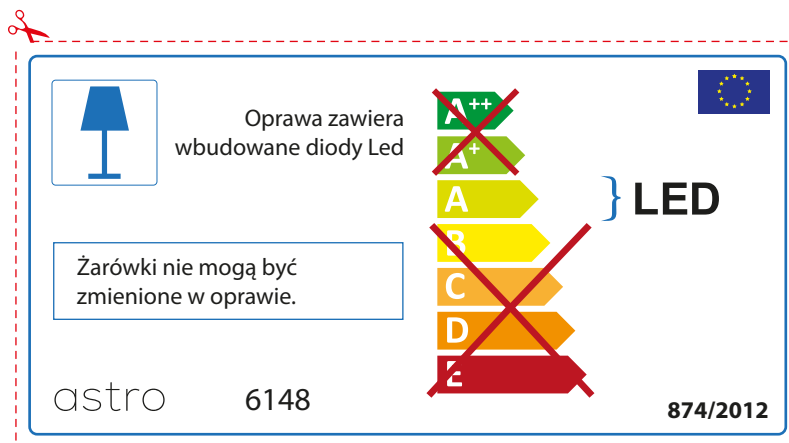 Oprawa zawiera
wbudowane diody Led
A++
A+
A
B
C
D
E
LED
Żarówki nie mogą być
zmienione w oprawie.
astro
6148
874/2012